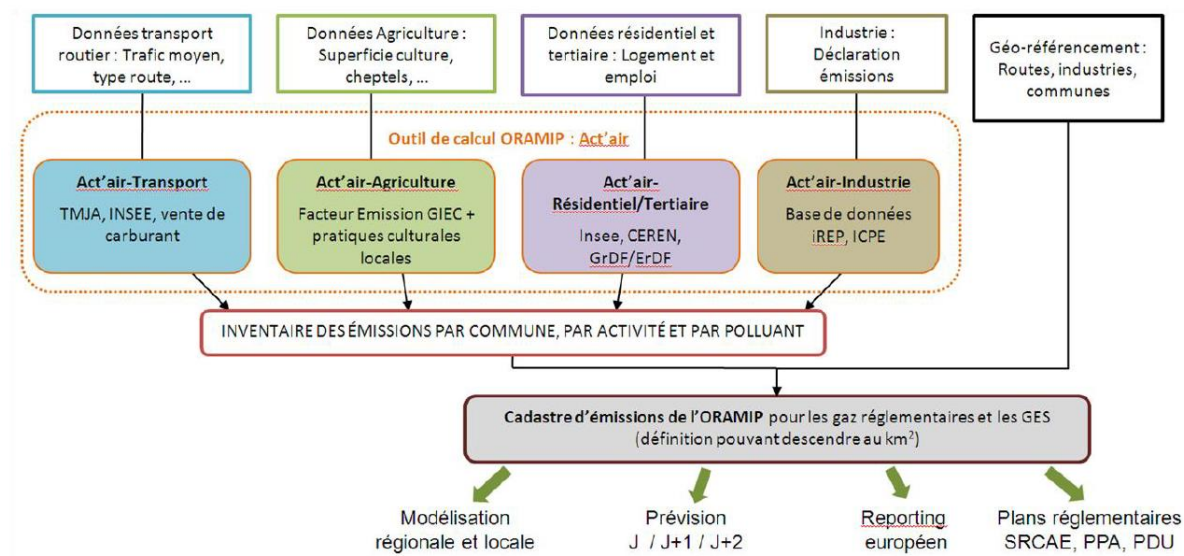 Données transport
routier : Trafic moyen,
type route, ...
Données Agriculture :
Superficie culture,
cheptels, ...
Données résidentiel et
tertiaire : Logement et
emploi
Industrie :
Déclaration
émissions
Géo-référencement :
Routes, industries,
communes
Outil de calcul ORAMIP : Act'air
Act'air-Transport
TMJA, INSEE, vente de
carburant
Act'air-Agriculture
Facteur Emission GIEC +
pratiques culturales
locales
Act'air-
Résidentiel/Tertiaire
Insee, CEREN,
GrDF/ErDF
Act'air-Industrie
Base de données
iREP, ICPE
INVENTAIRE DES ÉMISSIONS PAR COMMUNE, PAR ACTIVITÉ ET PAR POLLUANT
Cadastre d'émissions de l'ORAMIP pour les gaz réglementaires et les GES
(définition pouvant descendre au km²)
Modélisation
régionale et locale
Prévision
J / J+1 / J+2
Reporting
européen
Plans réglementaires
SRCAE, PPA, PDU